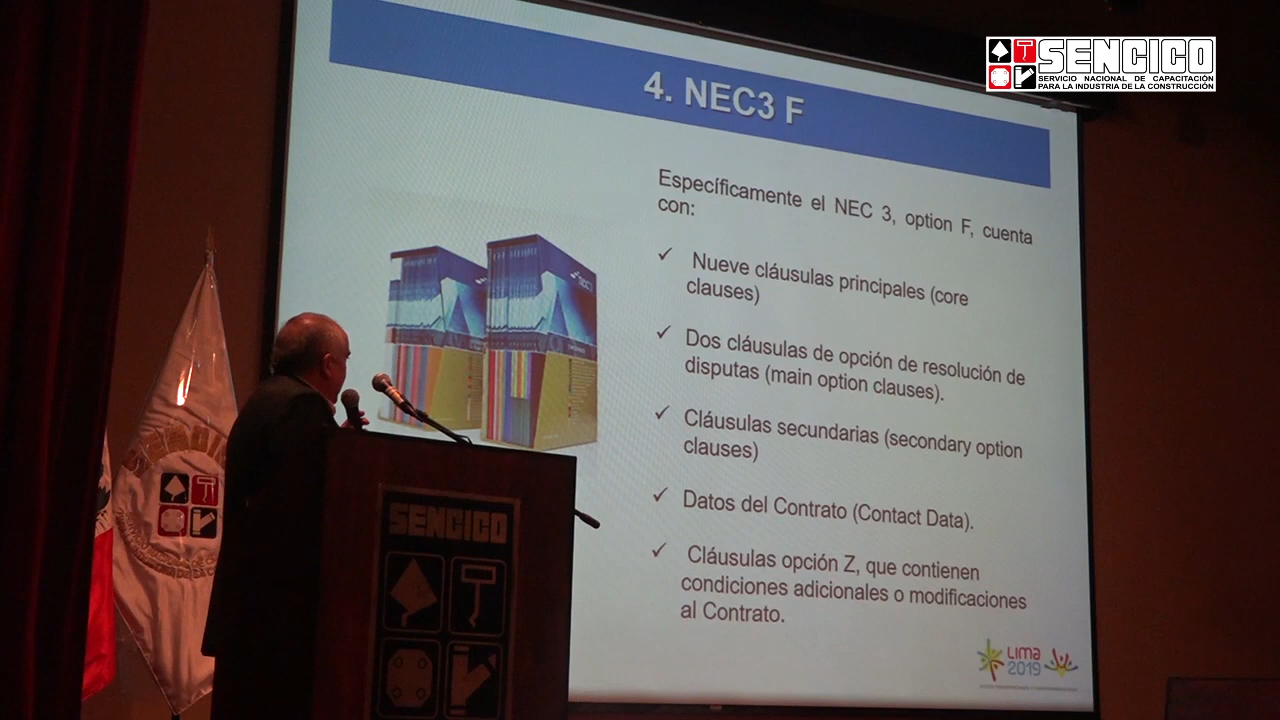 SENCICO
SERVICIO NACIONAL DE CAPACITACIÓN
PARA LA INDUSTRIA DE LA CONSTRUCCIÓN
4. NEC3 F
Específicamente el NEC 3, option F, cuenta
con:
✓ Nueve cláusulas principales (core
clauses)
✓ Dos cláusulas de opción de resolución de
disputas (main option clauses).
✓ Cláusulas secundarias (secondary option
clauses)
✓ Datos del Contrato (Contact Data).
✓ Cláusulas opción Z, que contienen
condiciones adicionales o modificaciones
al Contrato.
LIMA
2019
SENCICO